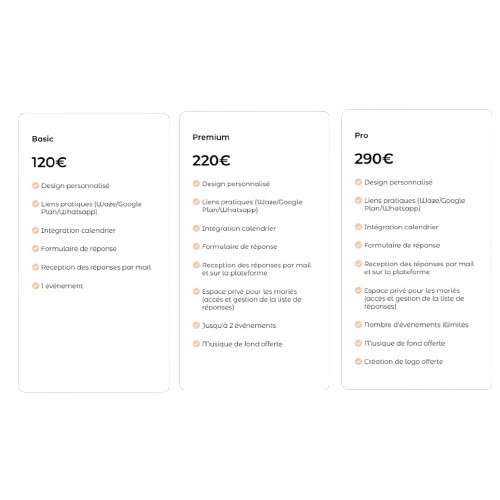 Basic
120€
Design personnalisé
Liens pratiques (Waze/Google
Plan/Whatsapp)
Intégration calendrier
Formulaire de réponse
Réception des réponses par mail
1 événement
Premium
220€
Design personnalisé
Liens pratiques (Waze/Google
Plan/Whatsapp)
Intégration calendrier
Formulaire de réponse
Reception des réponses par mail
et sur la plateforme
Espace privé pour les mariés
(accés et gestion de la liste de
réponses)
Jusqu'à 2 événements
Musique de fond offerte
Pro
290€
Design personnalisé
Liens pratiques (Waze/Google
Plan/Whatsapp)
Intégration calendrier
Formulaire de réponse
Reception des réponses par mail
et sur la plateforme
Espace privé pour les mariés
(accés et gestion de la liste de
réponses)
Nombre d'événements illimités
Musique de fond offerte
Création de logo offerte